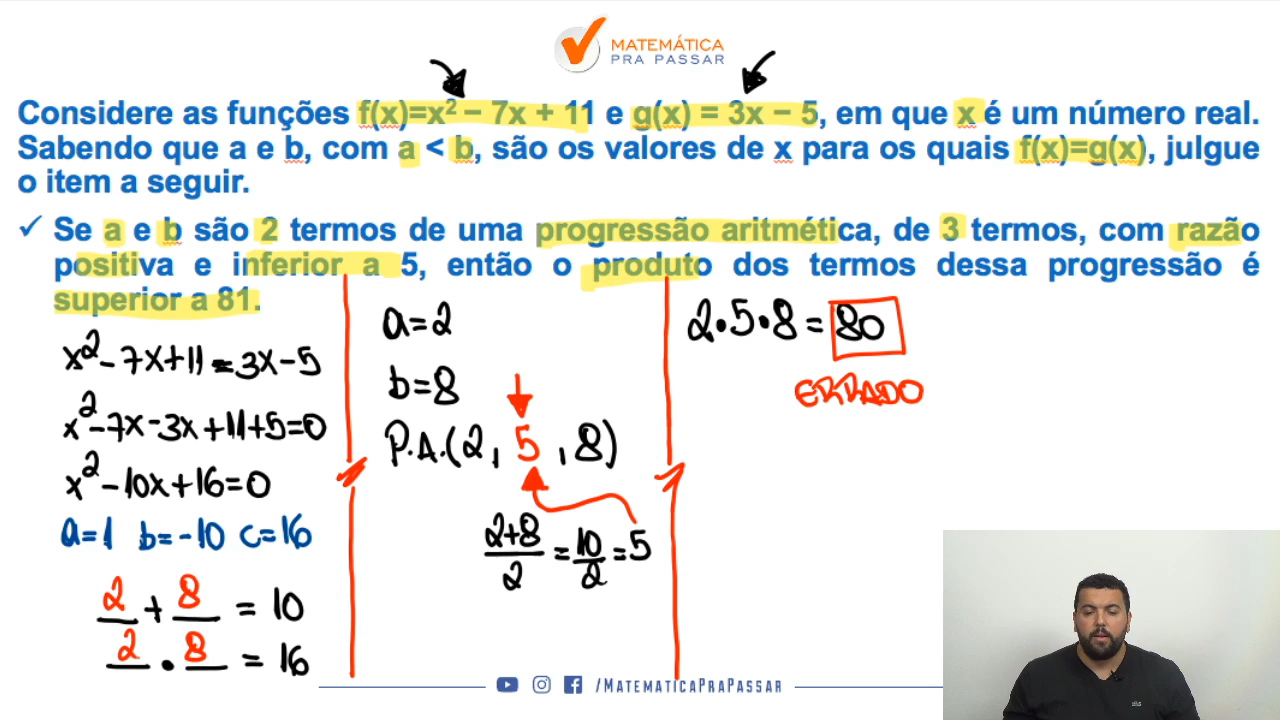 MATEMÁTICA
PRA PASSAR
Considere as funções f(x)=x² – 7x + 11 e g(x) = 3x – 5, em que x é um número real.
Sabendo que a e b, com a < b, são os valores de x para os quais f(x)=g(x), julgue
o item a seguir.
✓ Se a e b são 2 termos de uma progressão aritmética, de 3 termos, com razão
positiva e inferior a 5, então o produto dos termos dessa progressão é
superior a 81.
x² - 7x + 11 = 3x - 5
x² - 7x - 3x + 11 + 5 = 0
x² - 10x + 16 = 0
a = 1 b = -10 c = 16
2 + 8 = 10
2 • 8 = 16
a = 2
b = 8
P.A.(2, 5, 8)
2+8/2 = 10/2 = 5
2•5•8 = 80
ERRADO
/MatematicaPraPassar